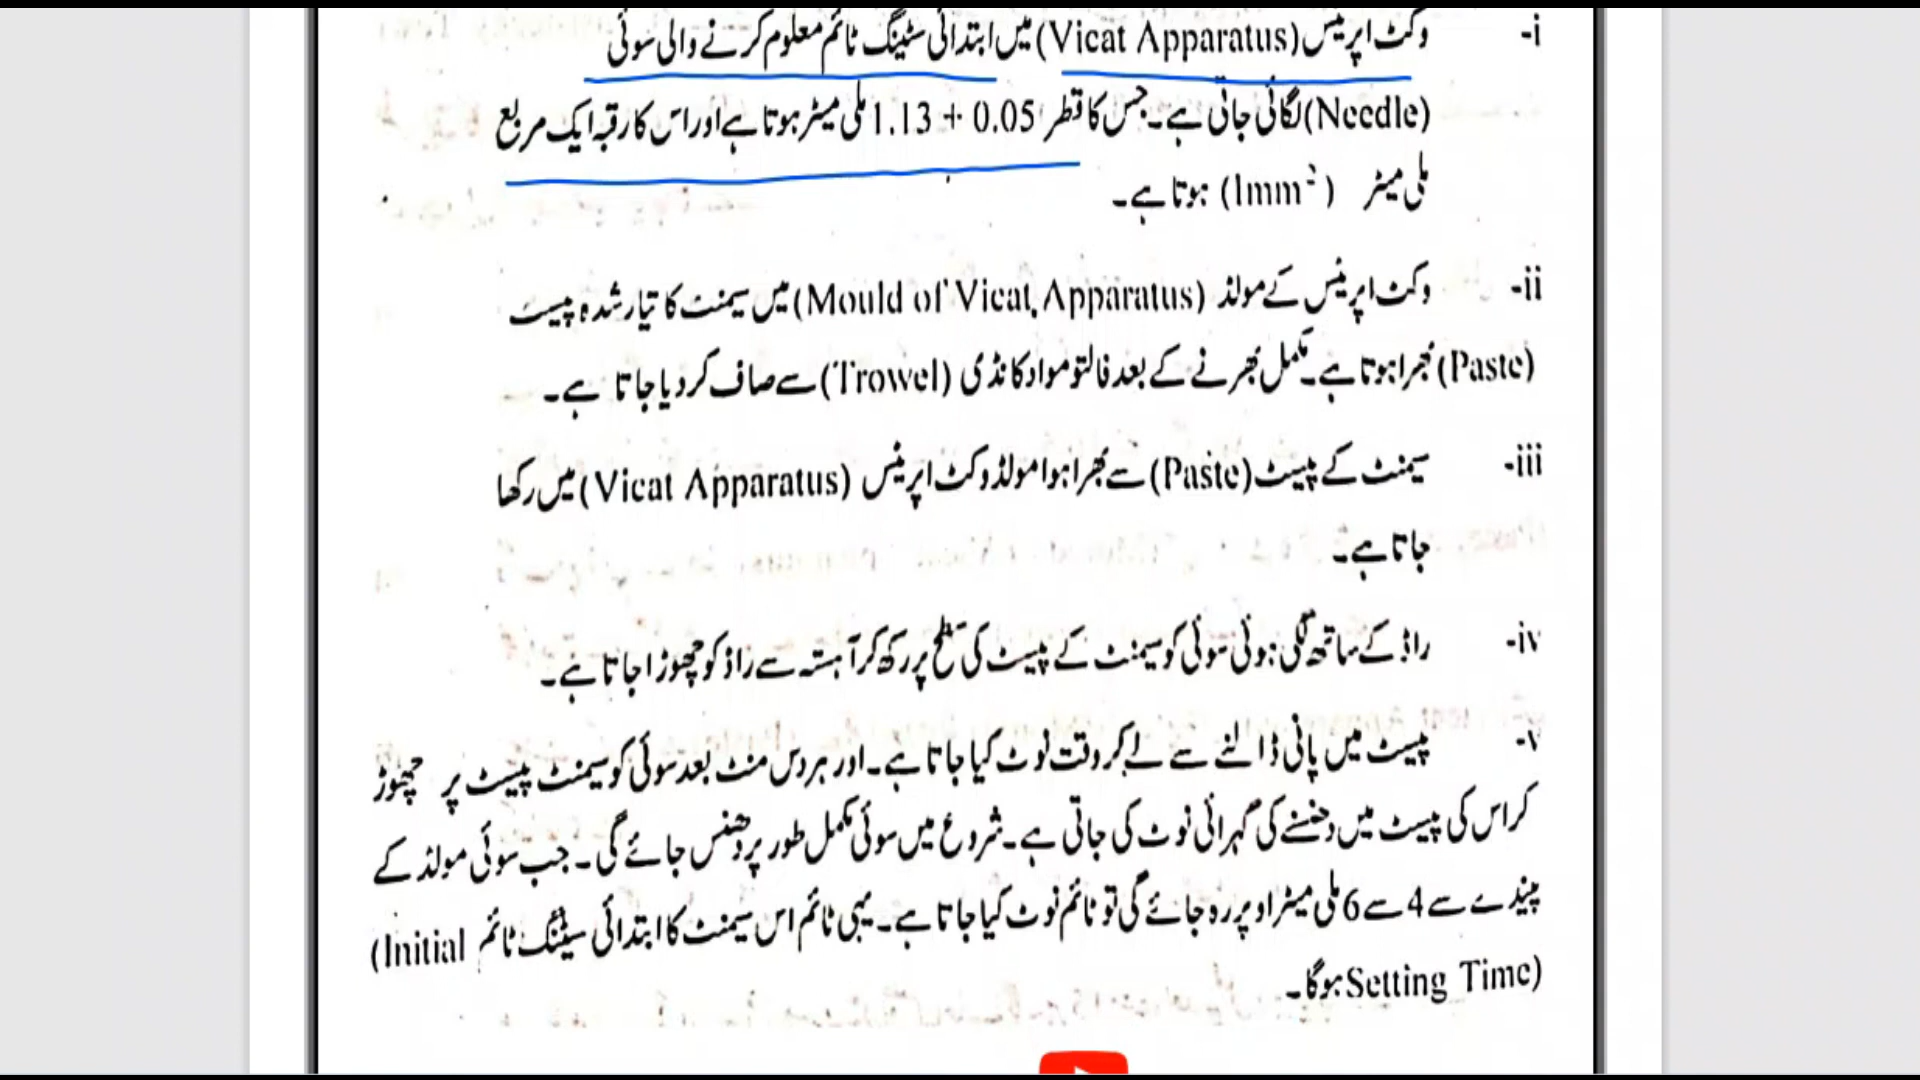 -i وکٹ اپریٹس (Vicat Apparatus) میں ابتدائی سٹینگ ٹائم معلوم کرنے والی سوئی
(Needle) لگائی جاتی ہے۔ جس کا قطر 0.05 + 1.13 ملی میٹر ہوتا ہے اور اس کا رقبہ ایک مربع
ملی میٹر (1mm²) ہوتا ہے۔
-ii وکٹ اپریٹس کے مولڈ (Mould of Vicat Apparatus) میں سیمنٹ کا تیار شدہ پیسٹ
(Paste) بھرا ہوتا ہے۔ مکمل بھرنے کے بعد فالتو مواد کانڈی (Trowel) سے صاف کر دیا جاتا ہے۔
-iii سیمنٹ کے پیسٹ (Paste) سے بھرا ہوا مولڈ وکٹ اپریٹس (Vicat Apparatus) میں رکھا
جاتا ہے۔
-iv راڈ کے ساتھ لگی ہوئی سوئی کو سیمنٹ کے پیسٹ کی سطح پر رکھ کر آہستہ سے راڈ کو چھوڑا جاتا ہے۔
-v پیسٹ میں پانی ڈالنے سے لے کر وقت نوٹ کیا جاتا ہے۔ اور ہر دس منٹ بعد سوئی کو سیمنٹ پیسٹ پر چھوڑ
کر اس کی پیسٹ میں دھنسنے کی گہرائی نوٹ کی جاتی ہے۔ شروع میں سوئی مکمل طور پر دھنس جائے گی۔ جب سوئی مولڈ کے
پیندے سے 4 سے 6 ملی میٹر اوپر رہ جائے گی تو ٹائم نوٹ کیا جاتا ہے۔ یہی ٹائم اس سیمنٹ کا ابتدائی سیٹنگ ٹائم (Initial
Setting Time) ہو گا۔